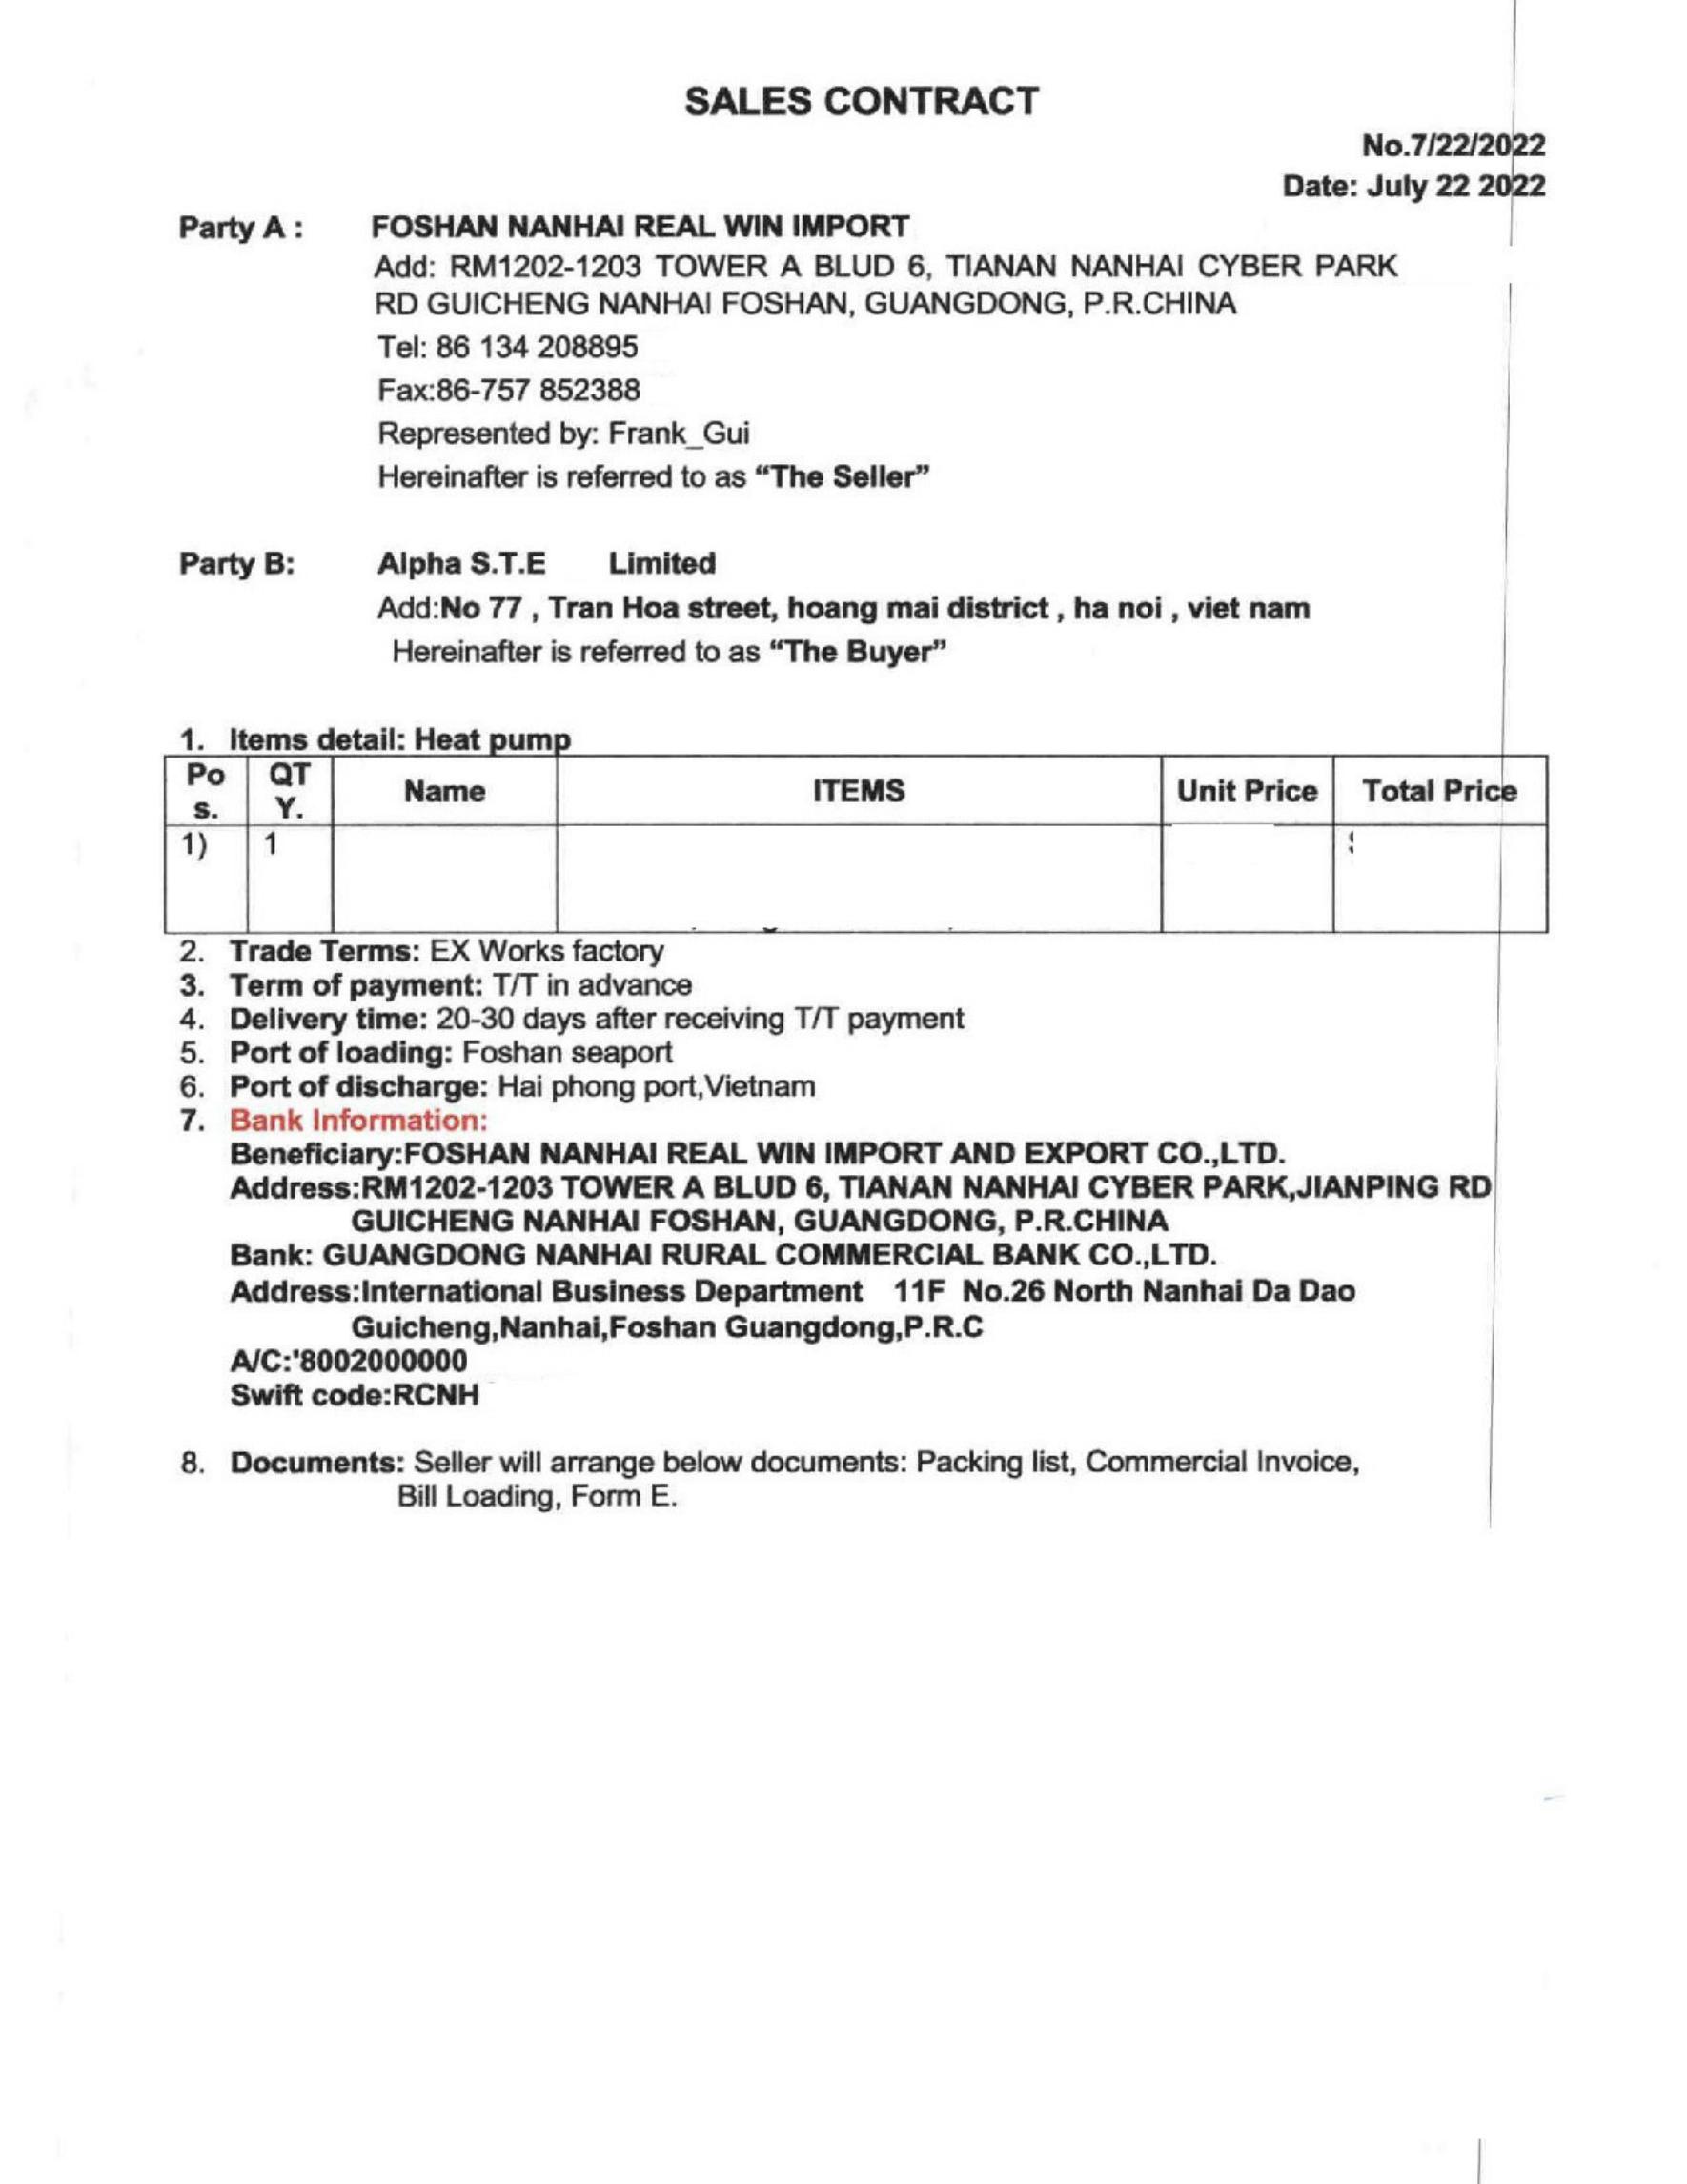 SALES CONTRACT
No.7/22/2022
Date: July 22 2022
Party A : FOSHAN NANHAI REAL WIN IMPORT
Add: RM1202-1203 TOWER A BLUD 6, TIANAN NANHAI CYBER PARK
RD GUICHENG NANHAI FOSHAN, GUANGDONG, P.R.CHINA
Tel: 86 134 208895
Fax:86-757 852388
Represented by: Frank_Gui
Hereinafter is referred to as “The Seller”
Party B: Alpha S.T.E Limited
Add:No 77 , Tran Hoa street, hoang mai district , ha noi , viet nam
Hereinafter is referred to as “The Buyer”
1. Items detail: Heat pump
Po s. QT Y. Name ITEMS Unit Price Total Price
1) 1
2. Trade Terms: EX Works factory
3. Term of payment: T/T in advance
4. Delivery time: 20-30 days after receiving T/T payment
5. Port of loading: Foshan seaport
6. Port of discharge: Hai phong port,Vietnam
7. Bank Information:
Beneficiary:FOSHAN NANHAI REAL WIN IMPORT AND EXPORT CO.,LTD.
Address:RM1202-1203 TOWER A BLUD 6, TIANAN NANHAI CYBER PARK,JIANPING RD
GUICHENG NANHAI FOSHAN, GUANGDONG, P.R.CHINA
Bank: GUANGDONG NANHAI RURAL COMMERCIAL BANK CO.,LTD.
Address:International Business Department 11F No.26 North Nanhai Da Dao
Guicheng,Nanhai,Foshan Guangdong,P.R.C
A/C:'8002000000
Swift code:RCNH
8. Documents: Seller will arrange below documents: Packing list, Commercial Invoice,
Bill Loading, Form E.